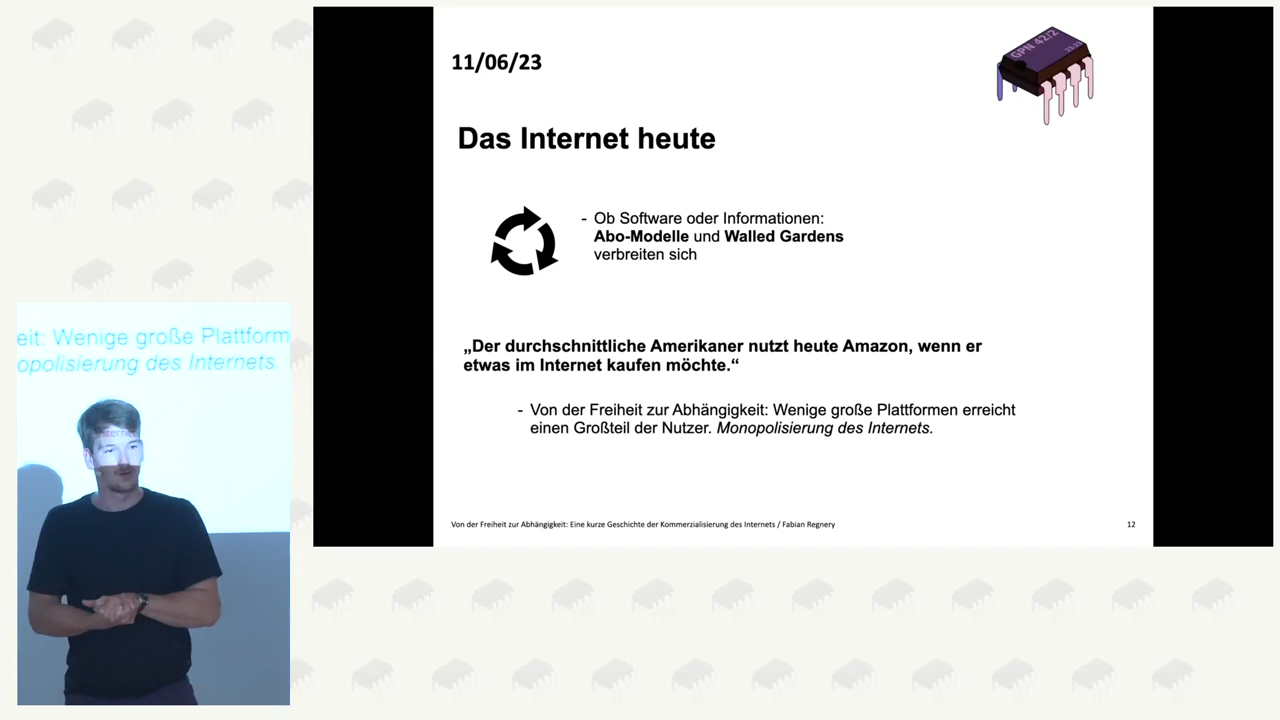 11/06/23
GPN 42/2
23:23
Das Internet heute
- Ob Software oder Informationen:
Abo-Modelle und Walled Gardens
verbreiten sich
„Der durchschnittliche Amerikaner nutzt heute Amazon, wenn er
etwas im Internet kaufen möchte.“
- Von der Freiheit zur Abhängigkeit: Wenige große Plattformen erreicht
einen Großteil der Nutzer. Monopolisierung des Internets.
Von der Freiheit zur Abhängigkeit: Eine kurze Geschichte der Kommerzialisierung des Internets / Fabian Regnery
12
eit: Wenige große Plattform
opolisierung des Internets.